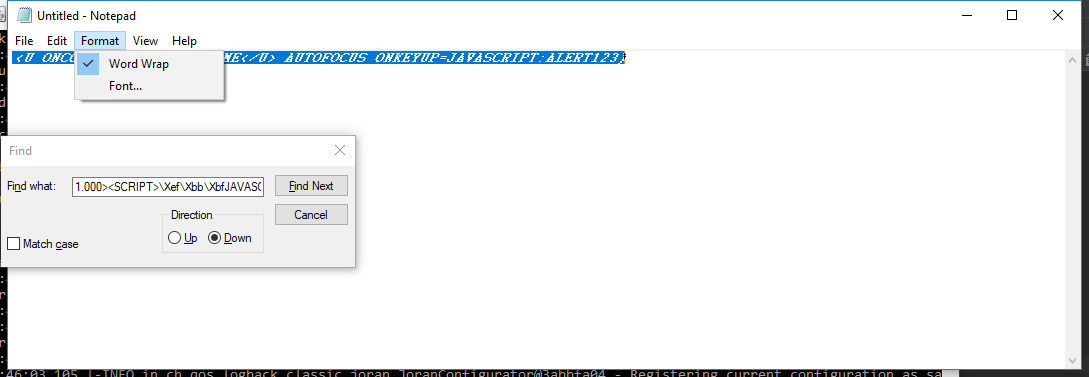 Untitled - Notepad
File Edit Format View Help
<U ONCO ME</U> AUTOFOCUS ONKEYUP=JAVASCRIPT:ALERT123;
Word Wrap
Font...
Find
Find what: 1.000><SCRIPT>\Xef\Xbb\XbfJAVASC
Find Next
Cancel
Direction
Up Down
Match case
:46:03,105 |-INFO in ch.qos.logback.classic.joran.JoranConfigurator@3abbfa04 - Registering current configuration as sa